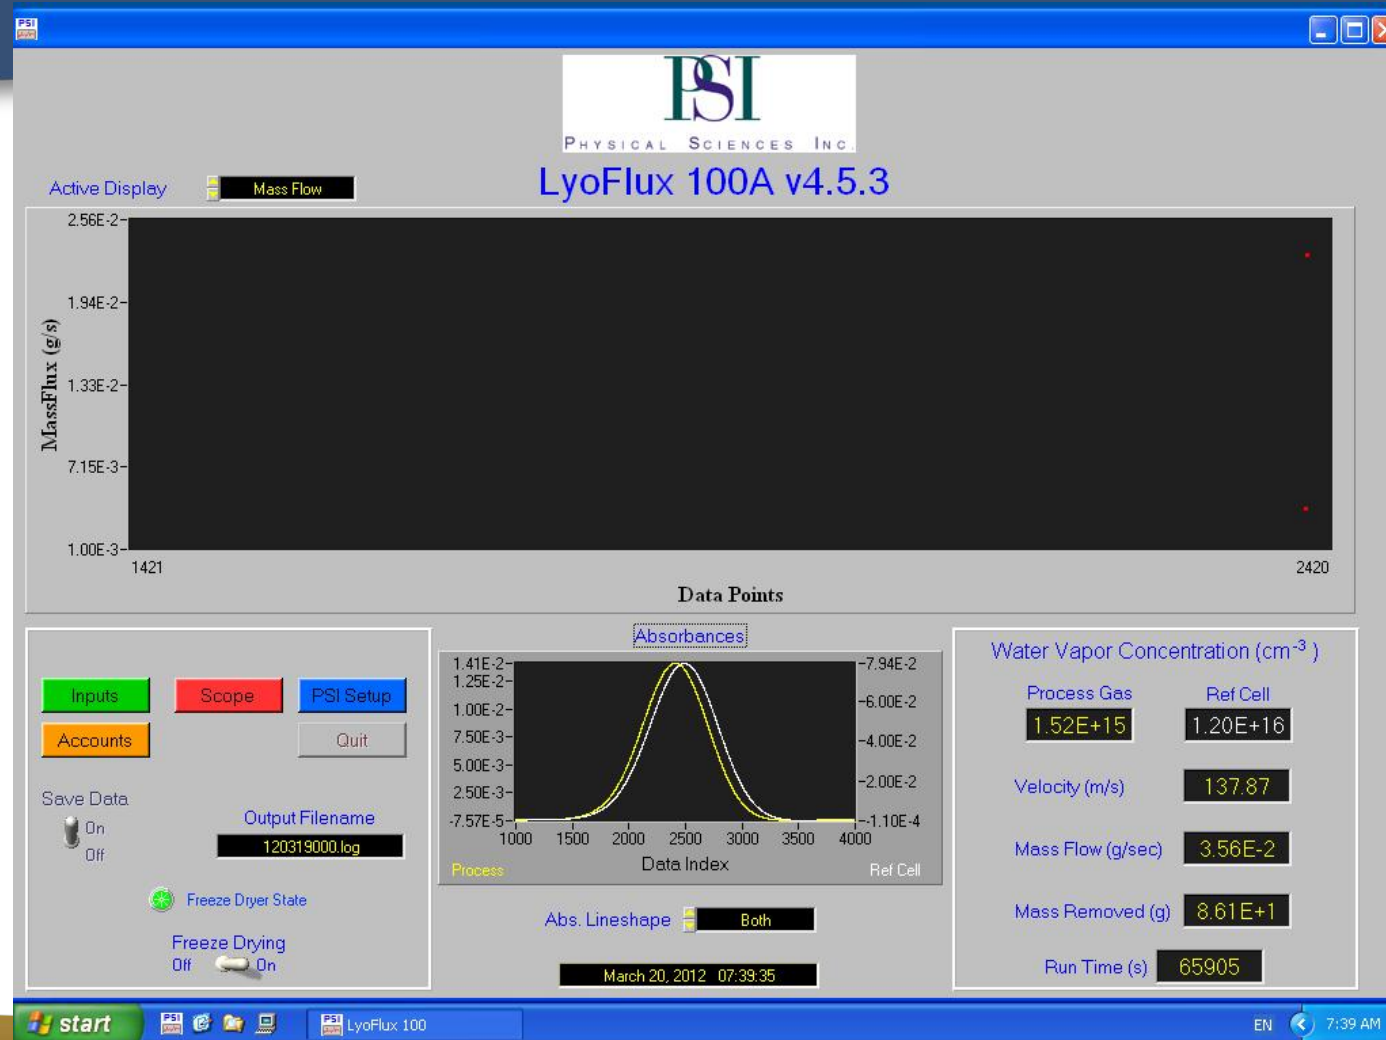 PSI
PSI
PHYSICAL SCIENCES INC.
LyoFlux 100A v4.5.3
Active Display
Mass Flow
2.56E-2
1.94E-2
1.33E-2
7.15E-3
1.00E-3
MassFlux (g/s)
1421
2420
Data Points
Inputs
Scope
PSI Setup
Accounts
Quit
Save Data
On
Off
Output Filename
120319000.log
Freeze Dryer State
Freeze Drying
Off
On
Absorbances
1.41E-2
1.25E-2
1.00E-2
7.50E-3
5.00E-3
2.50E-3
-7.57E-5
-7.94E-2
-6.00E-2
-4.00E-2
-2.00E-2
-1.10E-4
1000 1500 2000 2500 3000 3500 4000
Data Index
Process
Ref Cell
Abs. Lineshape
Both
March 20, 2012 07:39:35
Water Vapor Concentration (cm-3)
Process Gas
Ref Cell
1.52E+15
1.20E+16
Velocity (m/s)
137.87
Mass Flow (g/sec)
3.56E-2
Mass Removed (g)
8.61E+1
Run Time (s)
65905
start
PSI
PSI
LyoFlux 100
EN
7:39 AM